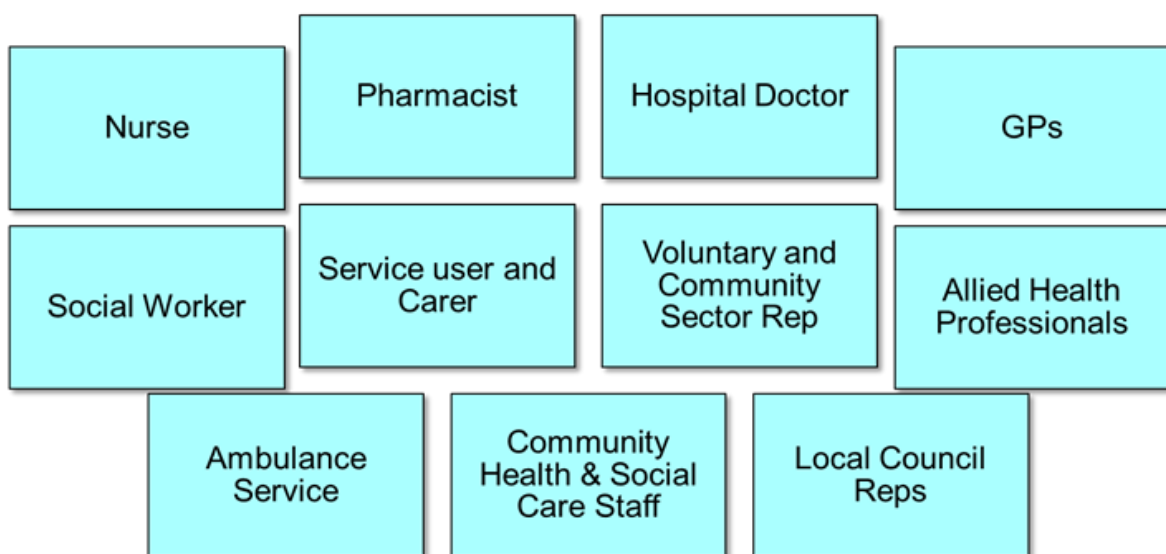 Nurse
Pharmacist
Hospital Doctor
GPs
Social Worker
Service user and
Carer
Voluntary and
Community
Sector Rep
Allied Health
Professionals
Ambulance
Service
Community
Health & Social
Care Staff
Local Council
Reps